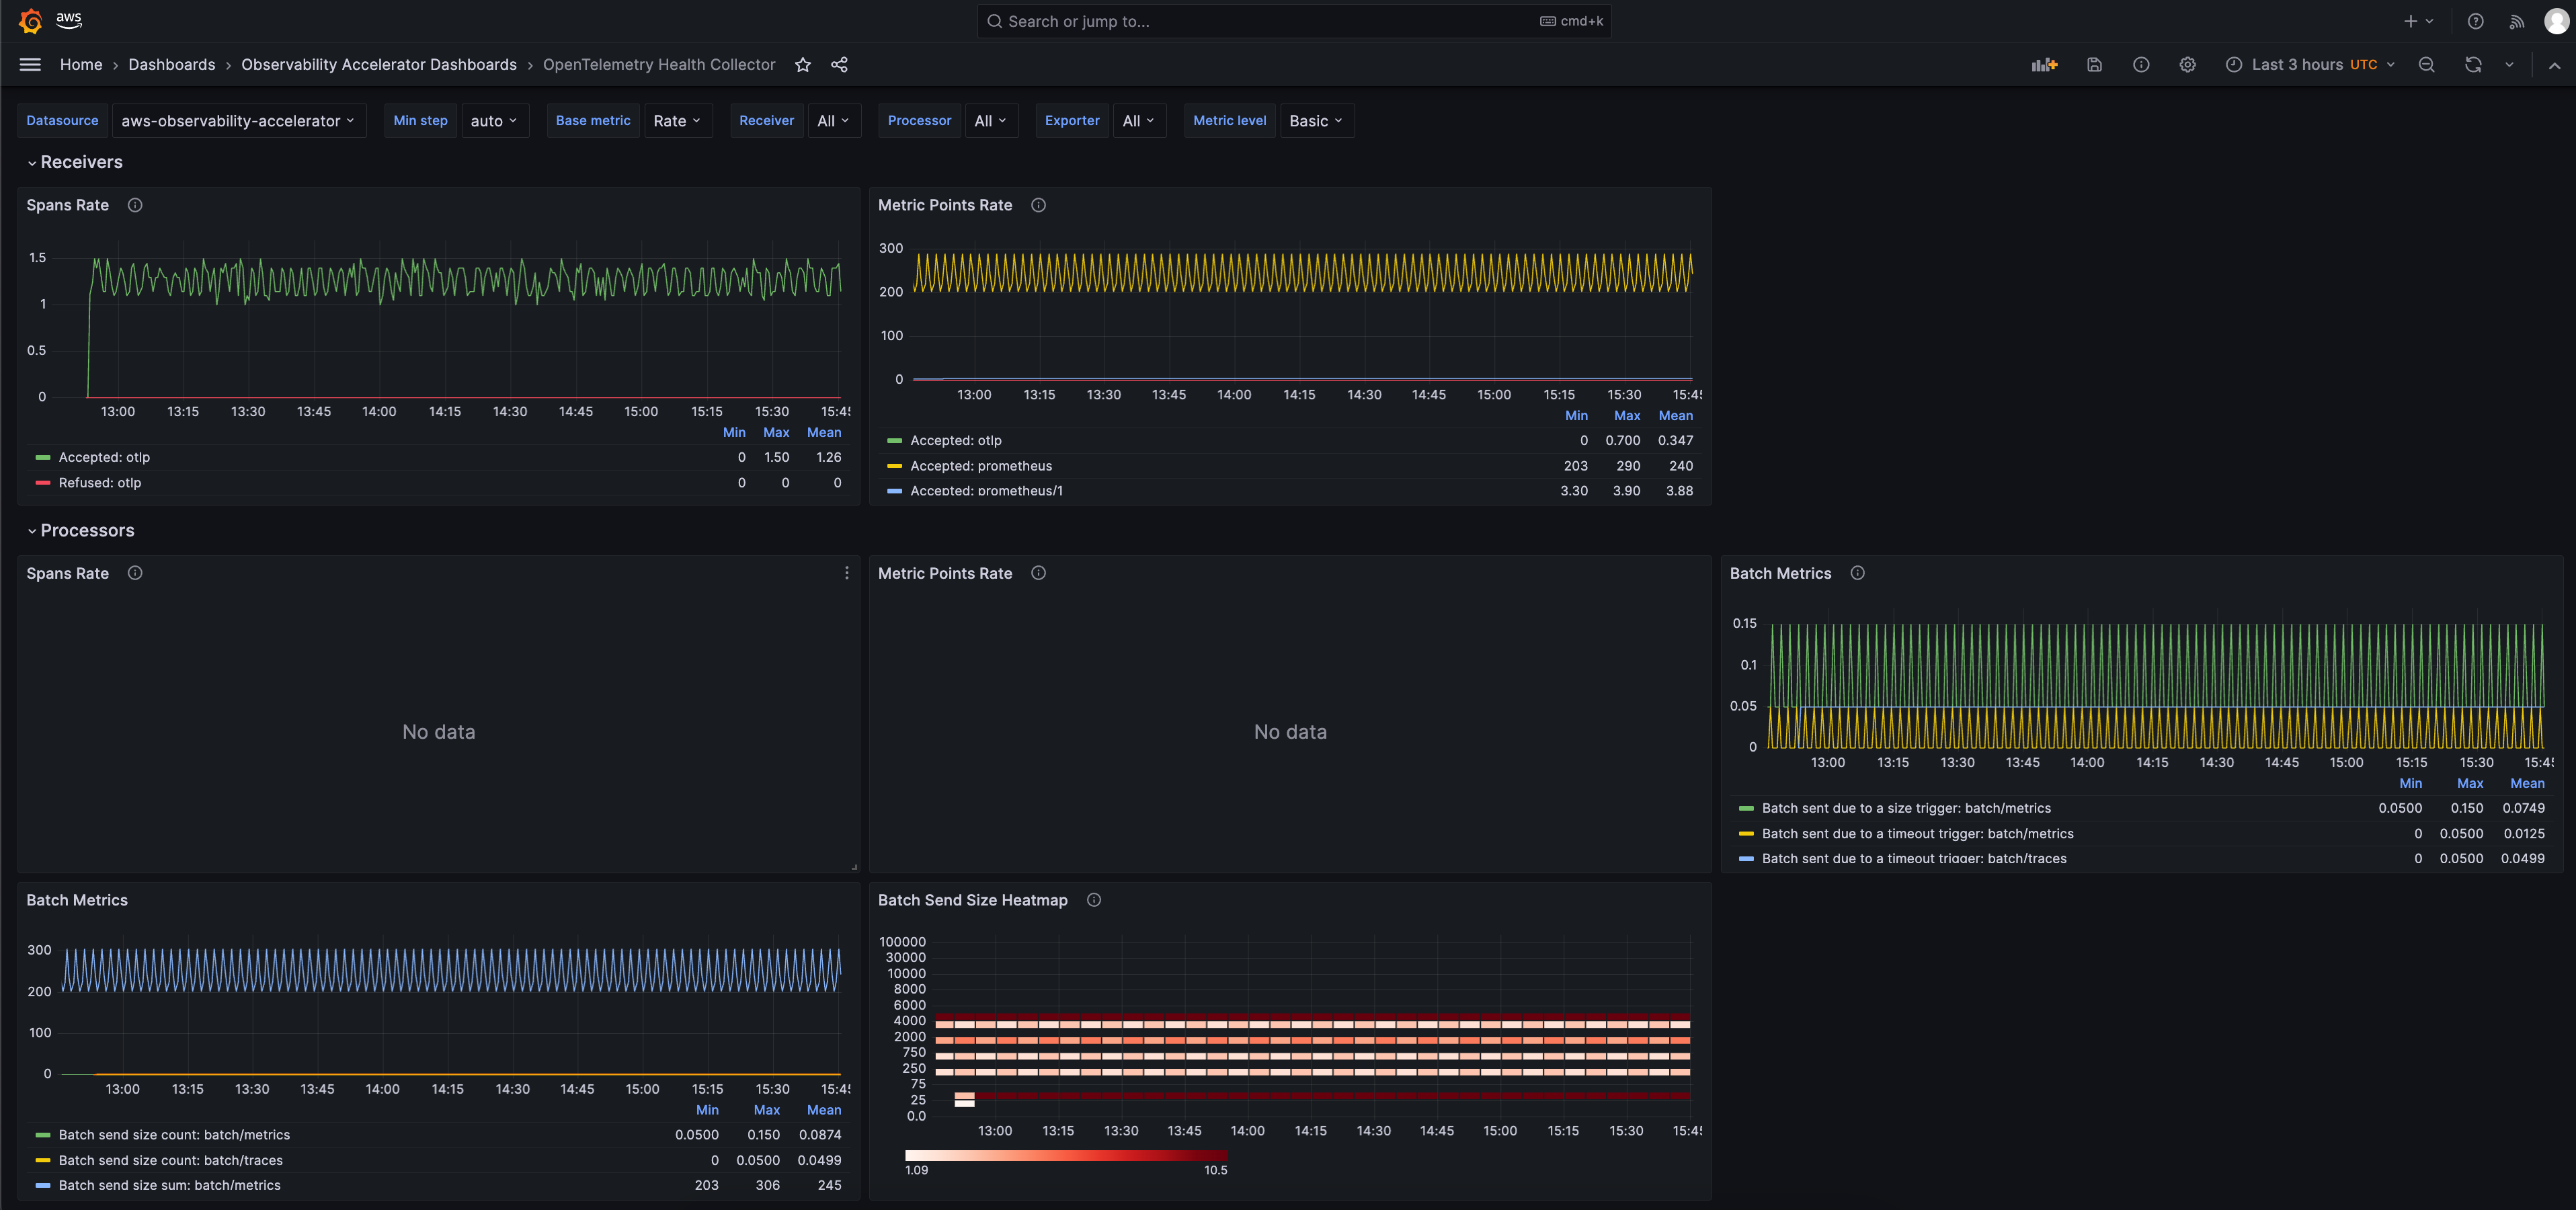 aws
Search or jump to...
cmd+k
Home › Dashboards › Observability Accelerator Dashboards › OpenTelemetry Health Collector
Last 3 hours UTC
Datasource aws-observability-accelerator Min step auto Base metric Rate Receiver All Processor All Exporter All Metric level Basic
Receivers
Spans Rate
1.5
1
0.5
0
13:00 13:15 13:30 13:45 14:00 14:15 14:30 14:45 15:00 15:15 15:30 15:45
Min Max Mean
Accepted: otlp 0 1.50 1.26
Refused: otlp 0 0 0
Metric Points Rate
300
200
100
0
13:00 13:15 13:30 13:45 14:00 14:15 14:30 14:45 15:00 15:15 15:30 15:45
Min Max Mean
Accepted: otlp 0 0.700 0.347
Accepted: prometheus 203 290 240
Accepted: prometheus/1 3.30 3.90 3.88
Processors
Spans Rate
No data
Metric Points Rate
No data
Batch Metrics
0.15
0.1
0.05
0
13:00 13:15 13:30 13:45 14:00 14:15 14:30 14:45 15:00 15:15 15:30 15:45
Min Max Mean
Batch sent due to a size trigger: batch/metrics 0.0500 0.150 0.0749
Batch sent due to a timeout trigger: batch/metrics 0 0.0500 0.0125
Batch sent due to a timeout trigger: batch/traces 0 0.0500 0.0499
Batch Metrics
300
200
100
0
13:00 13:15 13:30 13:45 14:00 14:15 14:30 14:45 15:00 15:15 15:30 15:45
Min Max Mean
Batch send size count: batch/metrics 0.0500 0.150 0.0874
Batch send size count: batch/traces 0 0.0500 0.0499
Batch send size sum: batch/metrics 203 306 245
Batch Send Size Heatmap
100000
30000
10000
8000
6000
4000
2000
750
250
75
25
0.0
13:00 13:15 13:30 13:45 14:00 14:15 14:30 14:45 15:00 15:15 15:30 15:45
1.09 10.5